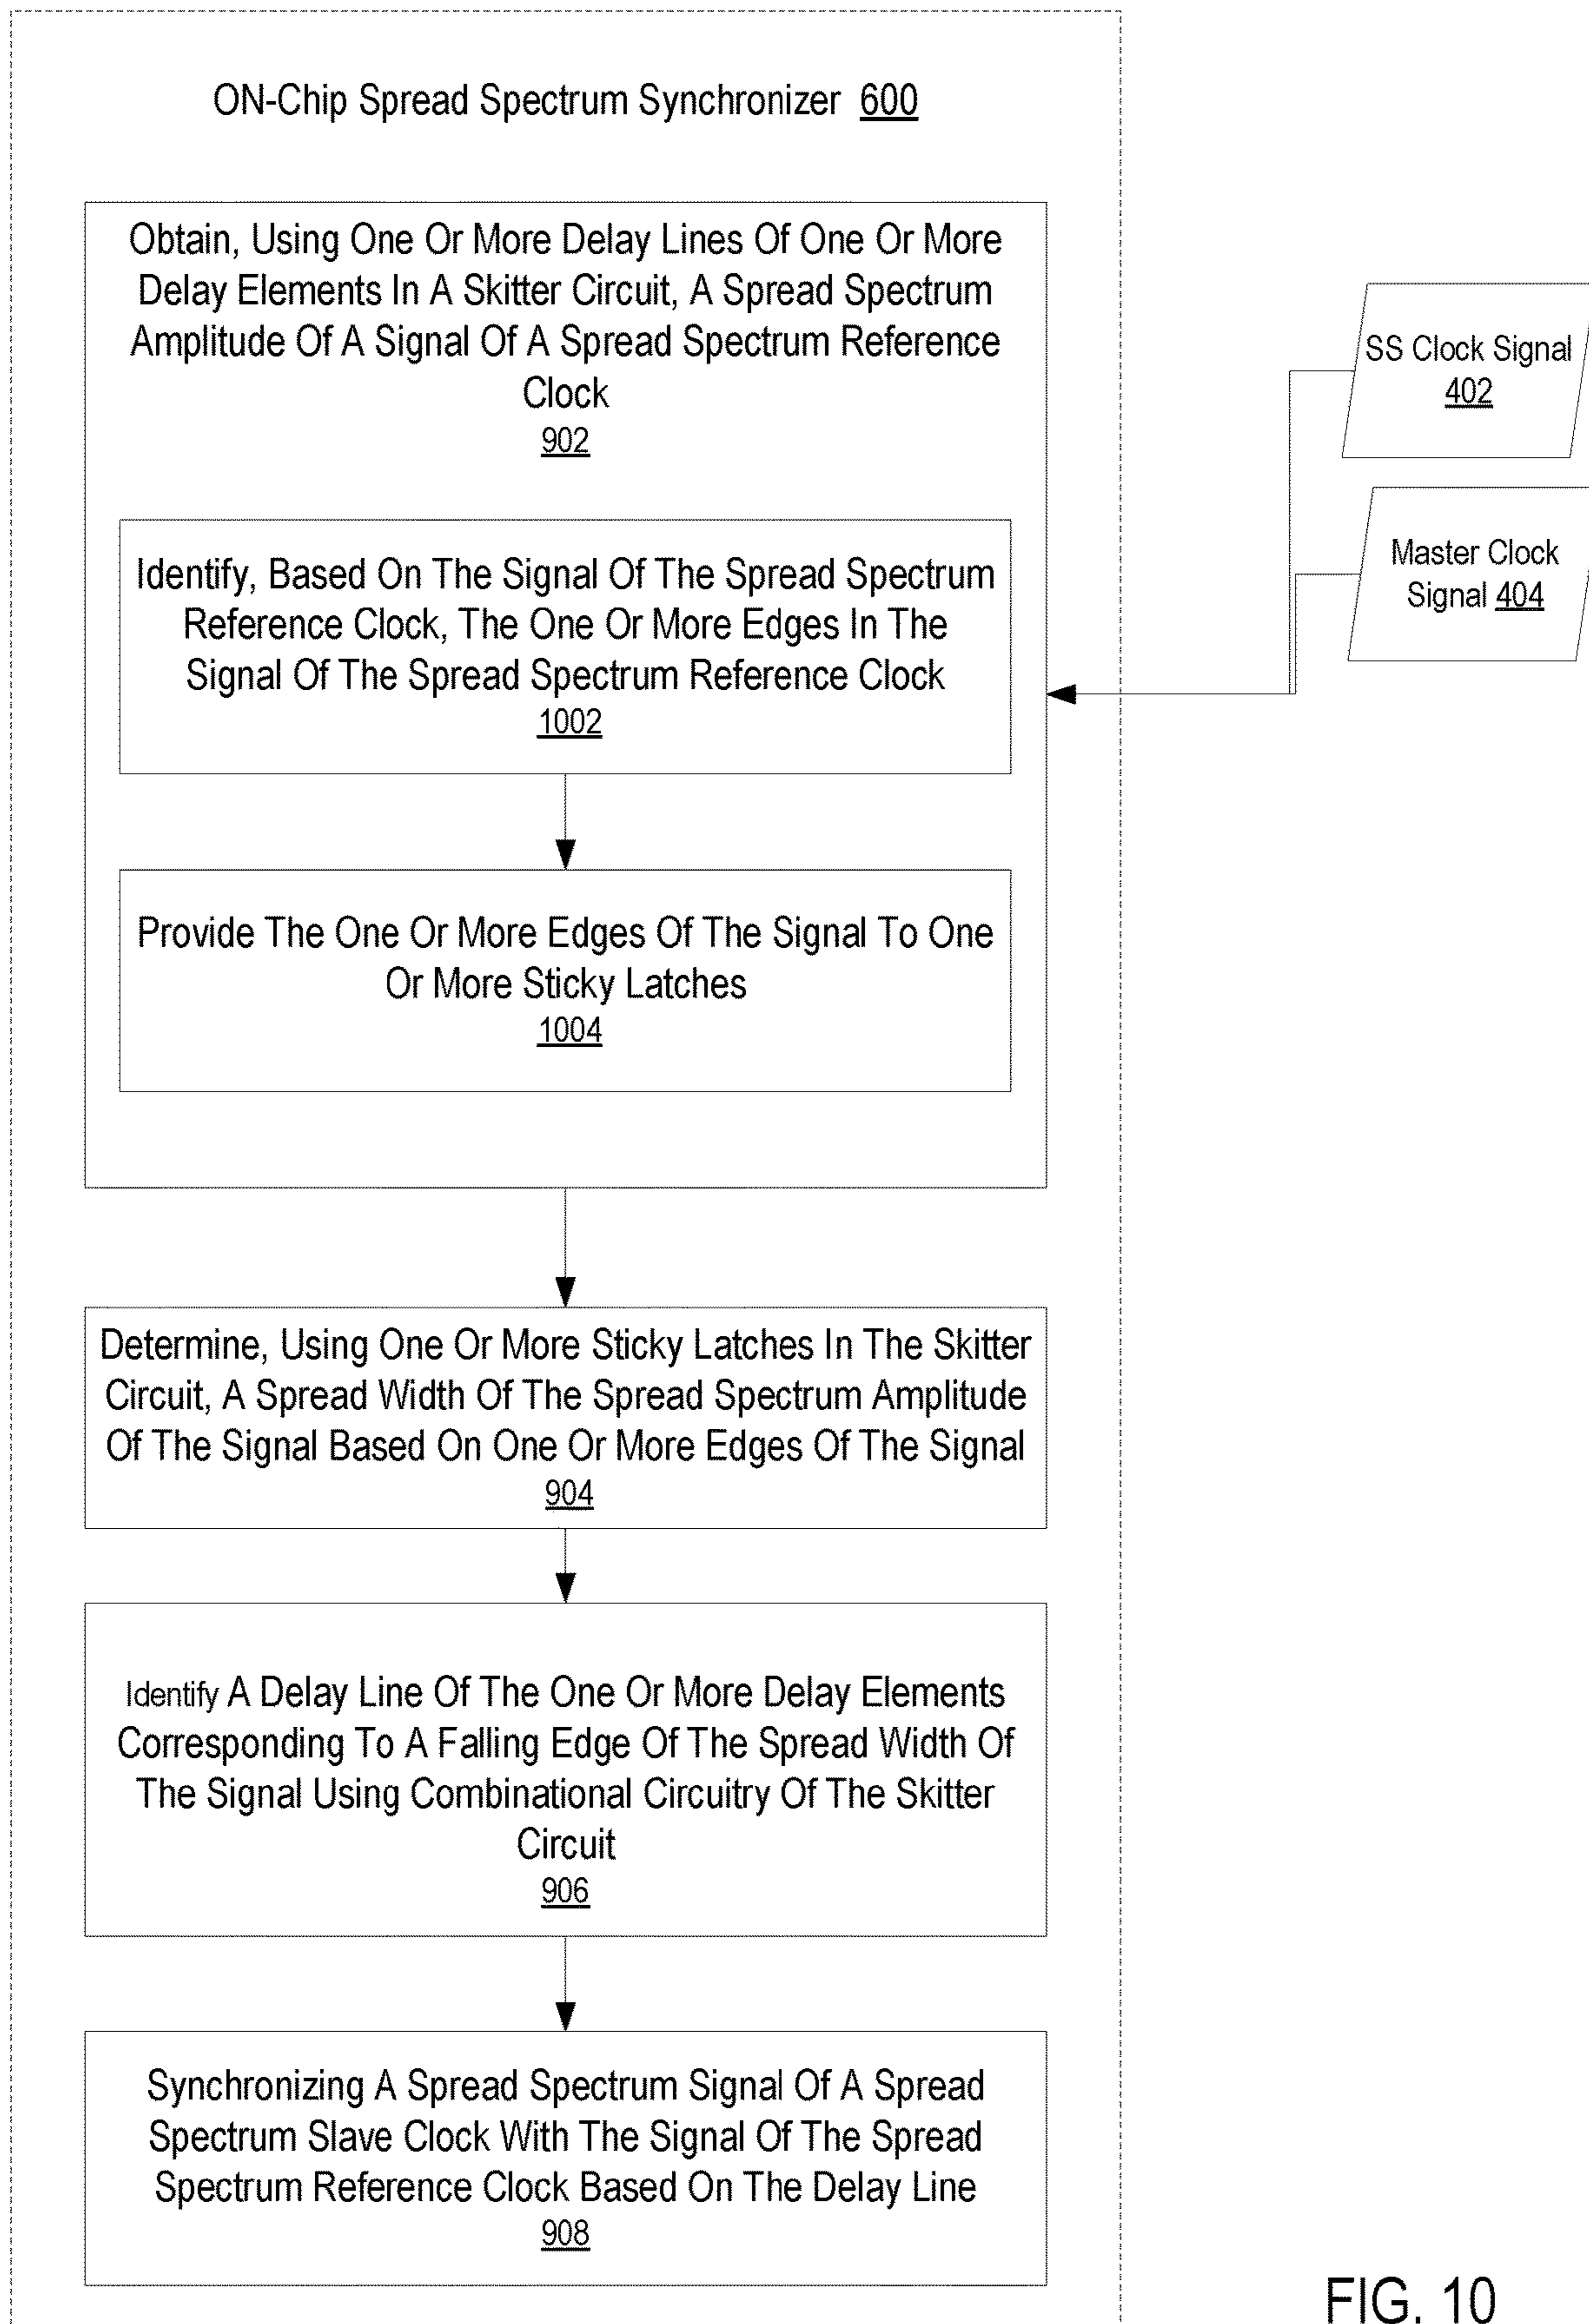 ON-Chip Spread Spectrum Synchronizer 600
Obtain, Using One Or More Delay Lines Of One Or More
Delay Elements In A Skitter Circuit, A Spread Spectrum
Amplitude Of A Signal Of A Spread Spectrum Reference
Clock
902
Identify, Based On The Signal Of The Spread Spectrum
Reference Clock, The One Or More Edges In The
Signal Of The Spread Spectrum Reference Clock
1002
Provide The One Or More Edges Of The Signal To One
Or More Sticky Latches
1004
SS Clock Signal
402
Master Clock
Signal 404
Determine, Using One Or More Sticky Latches In The Skitter
Circuit, A Spread Width Of The Spread Spectrum Amplitude
Of The Signal Based On One Or More Edges Of The Signal
904
Identify A Delay Line Of The One Or More Delay Elements
Corresponding To A Falling Edge Of The Spread Width Of
The Signal Using Combinational Circuitry Of The Skitter
Circuit
906
Synchronizing A Spread Spectrum Signal Of A Spread
Spectrum Slave Clock With The Signal Of The Spread
Spectrum Reference Clock Based On The Delay Line
908
FIG. 10